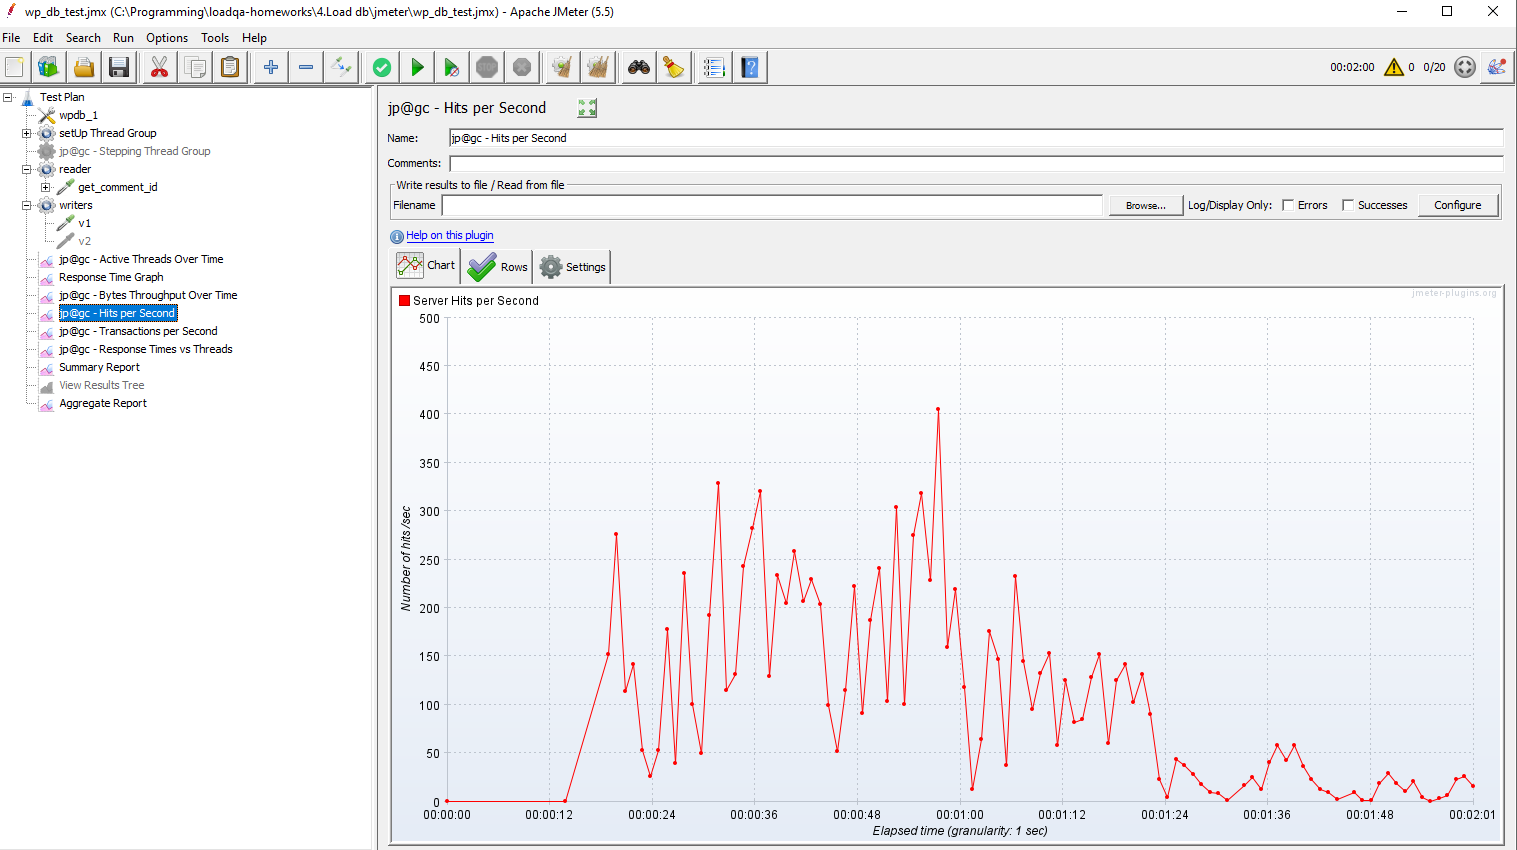 wp_db_test.jmx (C:\Programming\loadqa-homeworks\4.Load db\jmeter\wp_db_test.jmx) - Apache JMeter (5.5)
File Edit Search Run Options Tools Help
00:02:00 0 0/20
Test Plan
wpdb_1
setUp Thread Group
jp@gc - Stepping Thread Group
reader
get_comment_id
writers
v1
v2
jp@gc - Active Threads Over Time
Response Time Graph
jp@gc - Bytes Throughput Over Time
jp@gc - Hits per Second
jp@gc - Transactions per Second
jp@gc - Response Times vs Threads
Summary Report
View Results Tree
Aggregate Report
jp@gc - Hits per Second
Name: jp@gc - Hits per Second
Comments:
Write results to file / Read from file
Filename Browse... Log/Display Only: Errors Successes Configure
Help on this plugin
Chart Rows Settings
Server Hits per Second
jmeter-plugins.org
500
450
400
350
300
250
200
150
100
50
0
Number of hits /sec
00:00:00 00:00:12 00:00:24 00:00:36 00:00:48 00:01:00 00:01:12 00:01:24 00:01:36 00:01:48 00:02:01
Elapsed time (granularity: 1 sec)